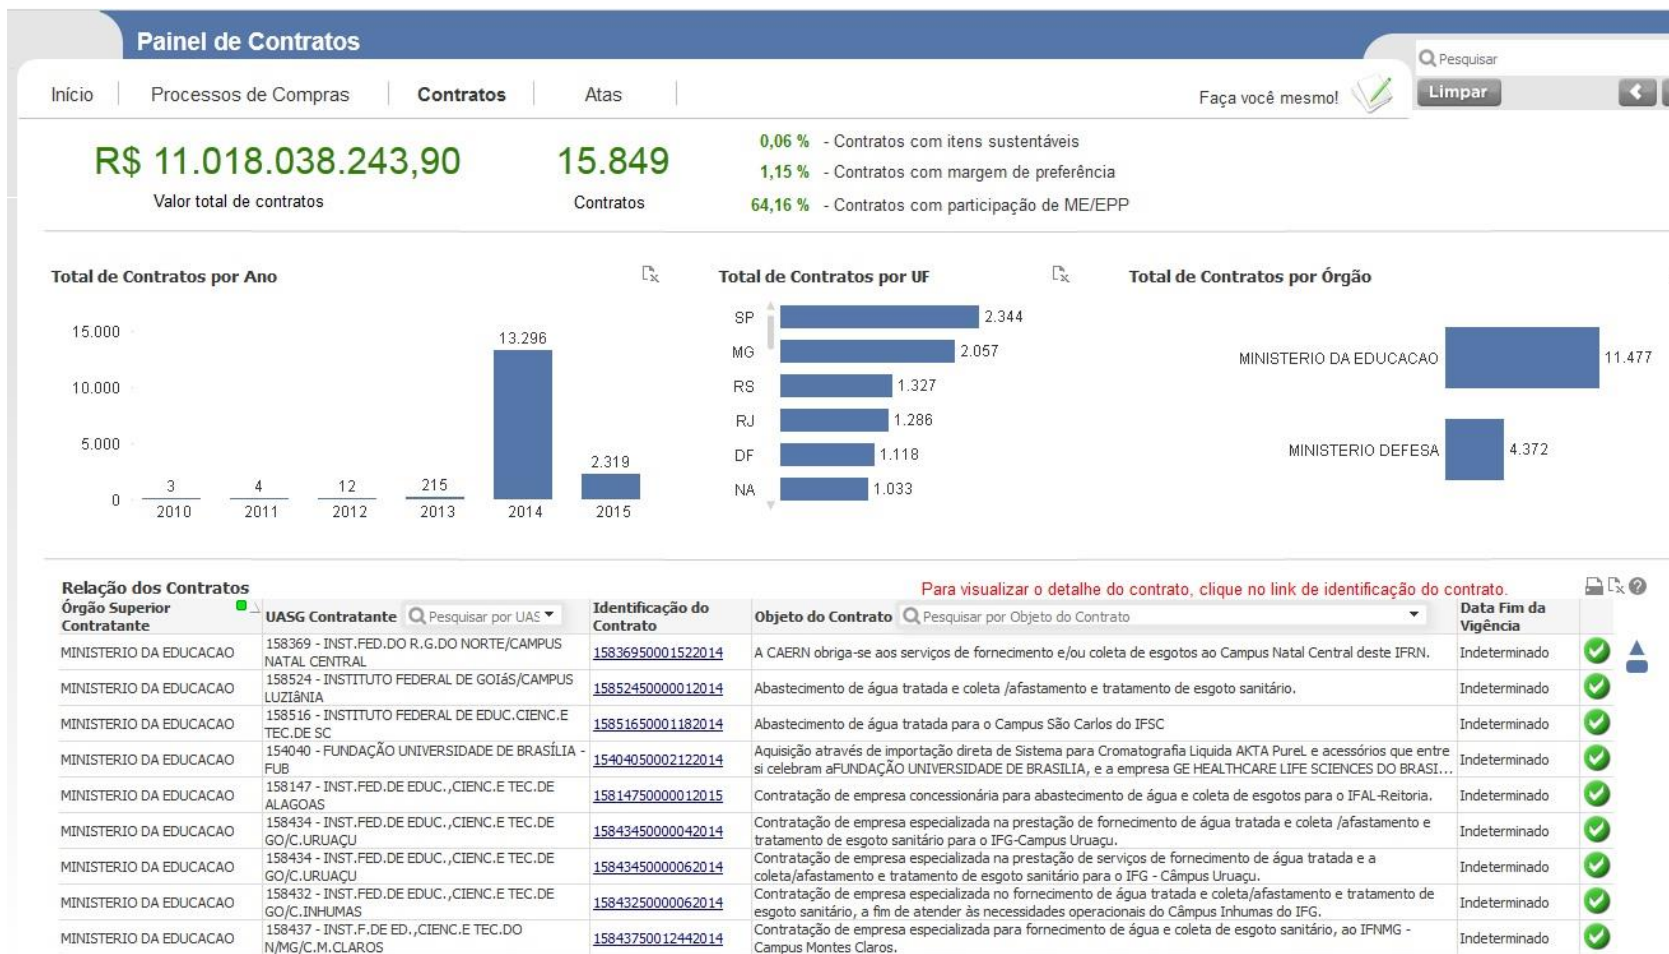 Painel de Contratos
Pesquisar
Início
Processos de Compras
Contratos
Atas
Faça você mesmo!
Limpar
R$ 11.018.038.243,90
Valor total de contratos
15.849
Contratos
0,06 % - Contratos com itens sustentáveis
1,15 % - Contratos com margem de preferência
64,16 % - Contratos com participação de ME/EPP
Total de Contratos por Ano
15.000
10.000
5.000
0
3
4
12
215
13.296
2.319
2010
2011
2012
2013
2014
2015
Total de Contratos por UF
SP 2.344
MG 2.057
RS 1.327
RJ 1.286
DF 1.118
NA 1.033
Total de Contratos por Órgão
MINISTERIO DA EDUCACAO 11.477
MINISTERIO DEFESA 4.372
Relação dos Contratos
Para visualizar o detalhe do contrato, clique no link de identificação do contrato.
Órgão Superior
Contratante
UASG Contratante
Pesquisar por UAS
Identificação do
Contrato
Objeto do Contrato
Pesquisar por Objeto do Contrato
Data Fim da
Vigência
MINISTERIO DA EDUCACAO
158369 - INST.FED.DO R.G.DO NORTE/CAMPUS
NATAL CENTRAL
15836950001522014
A CAERN obriga-se aos serviços de fornecimento e/ou coleta de esgotos ao Campus Natal Central deste IFRN.
Indeterminado
MINISTERIO DA EDUCACAO
158524 - INSTITUTO FEDERAL DE GOIáS/CAMPUS
LUZIâNIA
15852450000012014
Abastecimento de água tratada e coleta /afastamento e tratamento de esgoto sanitário.
Indeterminado
MINISTERIO DA EDUCACAO
158516 - INSTITUTO FEDERAL DE EDUC.CIENC.E
TEC.DE SC
15851650001182014
Abastecimento de água tratada para o Campus São Carlos do IFSC
Indeterminado
MINISTERIO DA EDUCACAO
154040 - FUNDAÇÃO UNIVERSIDADE DE BRASÍLIA -
FUB
15404050002122014
Aquisição através de importação direta de Sistema para Cromatografia Liquida AKTA PureL e acessórios que entre
si celebram aFUNDAÇÃO UNIVERSIDADE DE BRASILIA, e a empresa GE HEALTHCARE LIFE SCIENCES DO BRASI...
Indeterminado
MINISTERIO DA EDUCACAO
158147 - INST.FED.DE EDUC.,CIENC.E TEC.DE
ALAGOAS
15814750000012015
Contratação de empresa concessionária para abastecimento de água e coleta de esgotos para o IFAL-Reitoria.
Indeterminado
MINISTERIO DA EDUCACAO
158434 - INST.FED.DE EDUC.,CIENC.E TEC.DE
GO/C.URUAÇU
15843450000042014
Contratação de empresa especializada na prestação de fornecimento de água tratada e coleta /afastamento e
tratamento de esgoto sanitário para o IFG-Campus Uruaçu.
Indeterminado
MINISTERIO DA EDUCACAO
158434 - INST.FED.DE EDUC.,CIENC.E TEC.DE
GO/C.URUAÇU
15843450000062014
Contratação de empresa especializada na prestação de serviços de fornecimento de água tratada e a
coleta/afastamento e tratamento de esgoto sanitário para o IFG - Câmpus Uruaçu.
Indeterminado
MINISTERIO DA EDUCACAO
158432 - INST.FED.DE EDUC.,CIENC.E TEC.DE
GO/C.INHUMAS
15843250000062014
Contratação de empresa especializada no fornecimento de água tratada e coleta/afastamento e tratamento de
esgoto sanitário, a fim de atender às necessidades operacionais do Câmpus Inhumas do IFG.
Indeterminado
MINISTERIO DA EDUCACAO
158437 - INST.F.DE ED.,CIENC.E TEC.DO
N/MG/C.M.CLAROS
15843750012442014
Contratação de empresa especializada para fornecimento de água e coleta de esgoto sanitário, ao IFNMG -
Campus Montes Claros.
Indeterminado